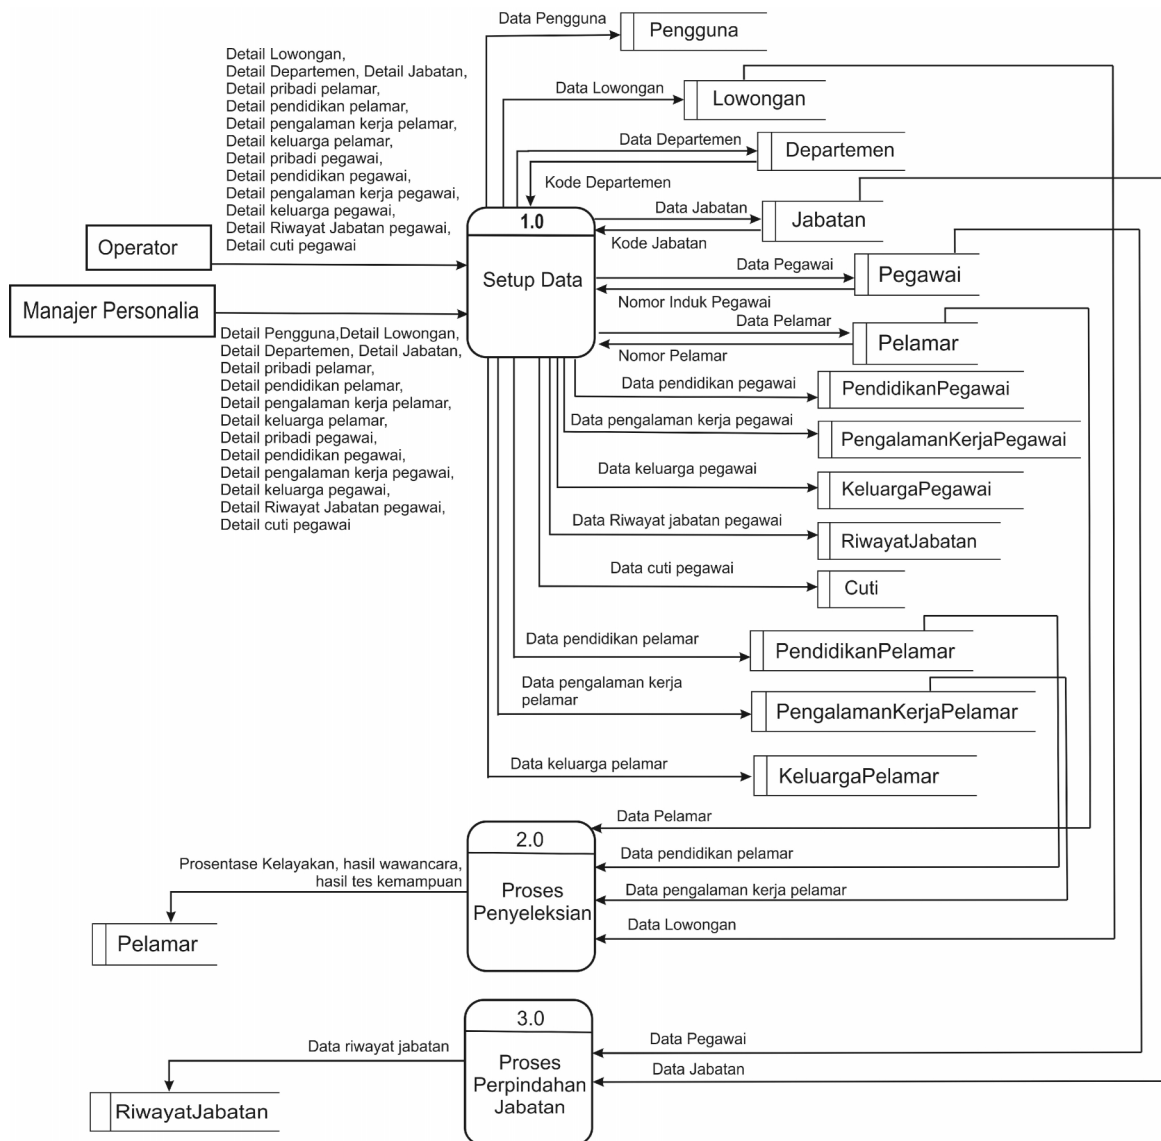 Data Pengguna
Pengguna
Detail Lowongan,
Detail Departemen, Detail Jabatan,
Detail pribadi pelamar,
Detail pendidikan pelamar,
Detail pengalaman kerja pelamar,
Detail keluarga pelamar,
Detail pribadi pegawai,
Detail pendidikan pegawai,
Detail pengalaman kerja pegawai,
Detail keluarga pegawai,
Detail Riwayat Jabatan pegawai,
Detail cuti pegawai
Data Lowongan
Lowongan
Data Departemen
Departemen
Kode Departemen
Operator
1.0
Setup Data
Data Jabatan
Jabatan
Kode Jabatan
Data Pegawai
Pegawai
Nomor Induk Pegawai
Manajer Personalia
Data Pelamar
Pelamar
Nomor Pelamar
Detail Pengguna,Detail Lowongan,
Detail Departemen, Detail Jabatan,
Detail pribadi pelamar,
Detail pendidikan pelamar,
Detail pengalaman kerja pelamar,
Detail keluarga pelamar,
Detail pribadi pegawai,
Detail pendidikan pegawai,
Detail pengalaman kerja pegawai,
Detail keluarga pegawai,
Detail Riwayat Jabatan pegawai,
Detail cuti pegawai
Data pendidikan pegawai
PendidikanPegawai
Data pengalaman kerja pegawai
PengalamanKerjaPegawai
Data keluarga pegawai
KeluargaPegawai
Data Riwayat jabatan pegawai
RiwayatJabatan
Data cuti pegawai
Cuti
Data pendidikan pelamar
PendidikanPelamar
Data pengalaman kerja
pelamar
PengalamanKerjaPelamar
Data keluarga pelamar
KeluargaPelamar
2.0
Proses
Penyeleksian
Data Pelamar
Data pendidikan pelamar
Data pengalaman kerja pelamar
Data Lowongan
Prosentase Kelayakan, hasil wawancara,
hasil tes kemampuan
Pelamar
3.0
Proses
Perpindahan
Jabatan
Data Pegawai
Data Jabatan
Data riwayat jabatan
RiwayatJabatan